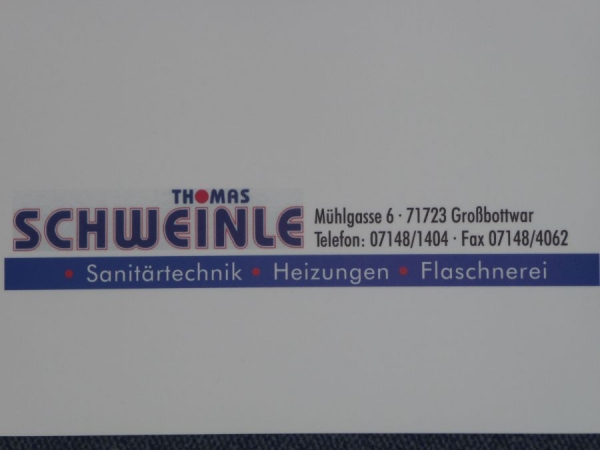 THOMAS
SCHWEINLE
Mühlgasse 6 · 71723 Großbottwar
Telefon: 07148/1404 · Fax 07148/4062
• Sanitärtechnik • Heizungen • Flaschnerei